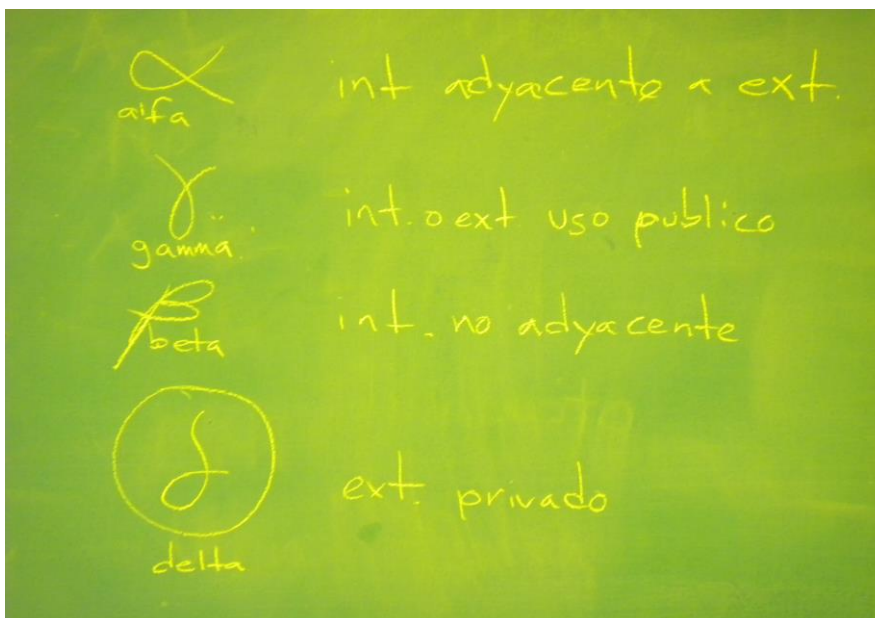 α int adyacente a ext.
alfa
γ int. o ext uso publico
gamma
β int. no adyacente
beta
δ ext. privado
delta